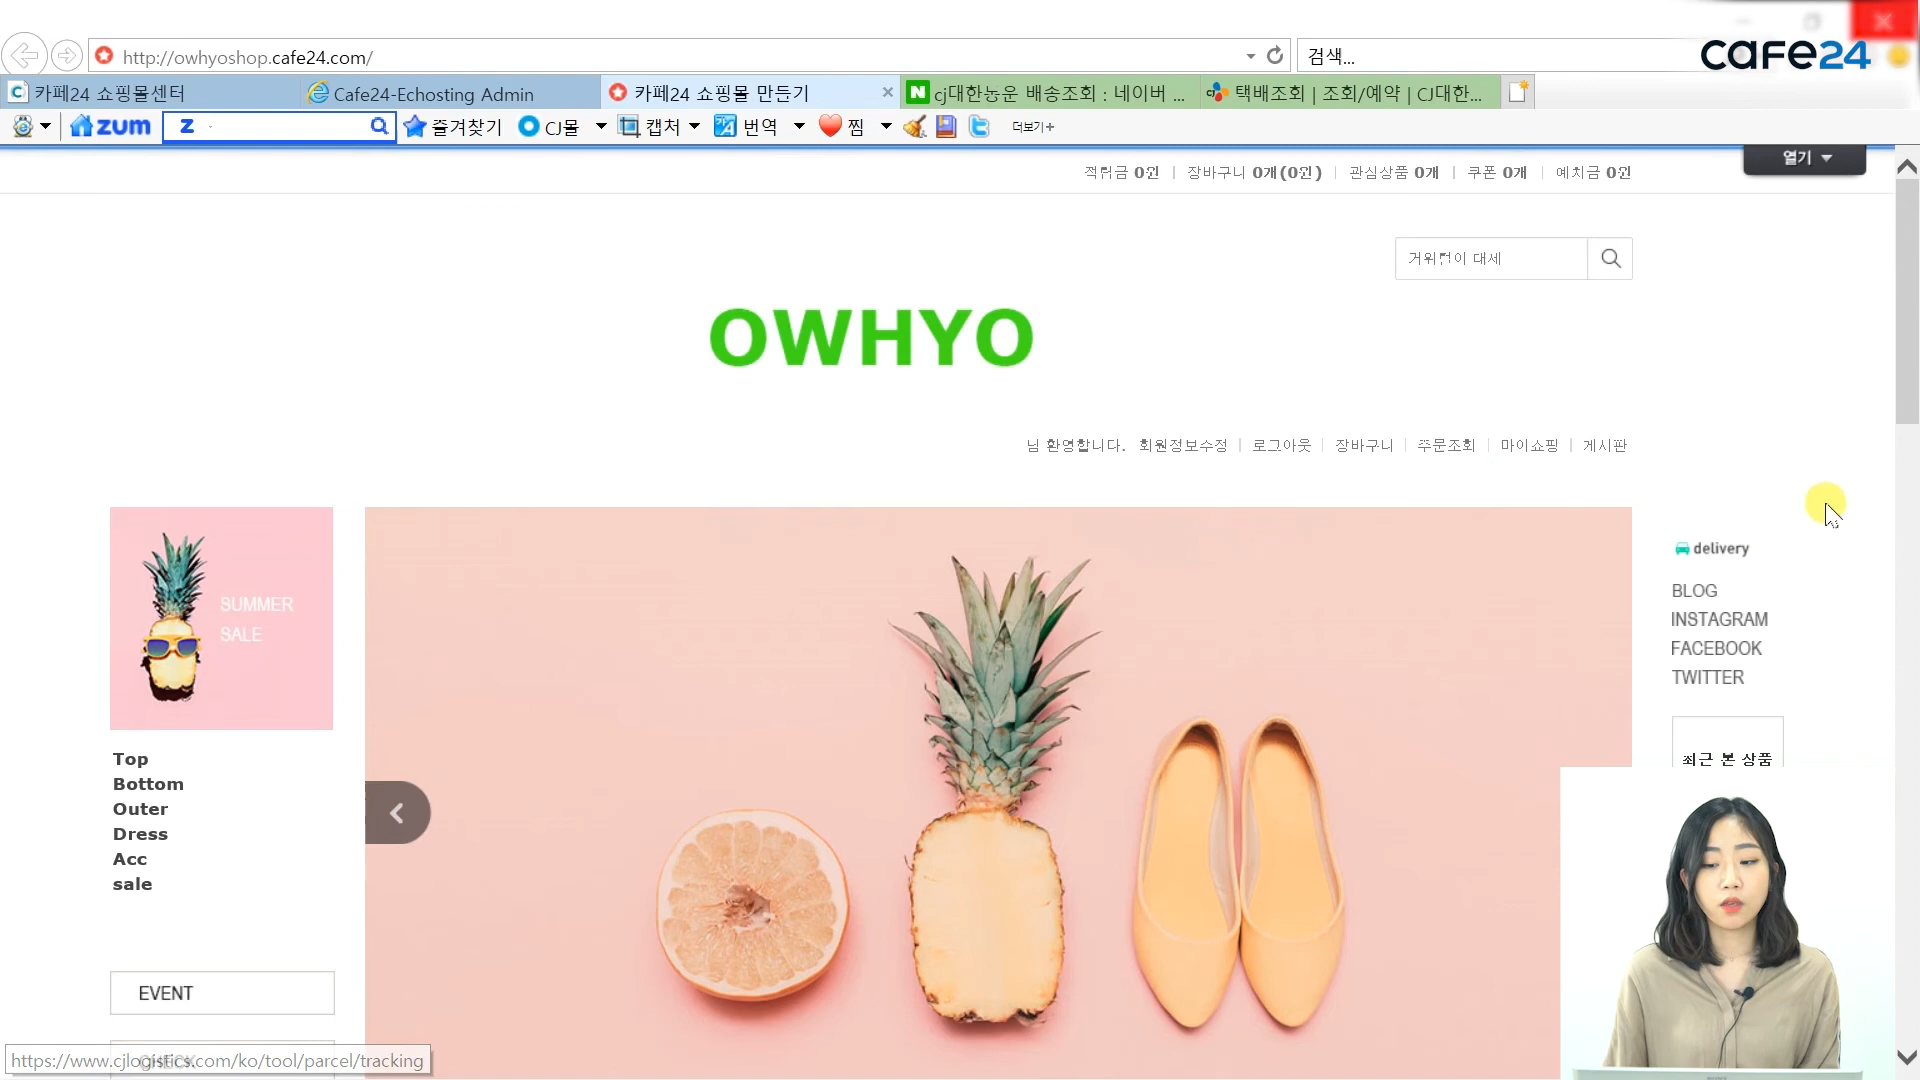 http://owhyoshop.cafe24.com/
검색...
cafe24
카페24 쇼핑몰센터
Cafe24-Echosting Admin
카페24 쇼핑몰 만들기
cj대한농운 배송조회 : 네이버 ...
택배조회 | 조회/예약 | CJ대한...
zum
즐겨찾기
CJ몰
캡처
번역
찜
더보기+
적립금 0원 | 장바구니 0개(0원) | 관심상품 0개 | 쿠폰 0개 | 예치금 0원
열기
거위털이 대세
OWHYO
님 환영합니다. 회원정보수정 | 로그아웃 | 장바구니 | 주문조회 | 마이쇼핑 | 게시판
SUMMER
SALE
delivery
BLOG
INSTAGRAM
FACEBOOK
TWITTER
최근 본 상품
Top
Bottom
Outer
Dress
Acc
sale
EVENT
https://www.cjlogistics.com/ko/tool/parcel/tracking